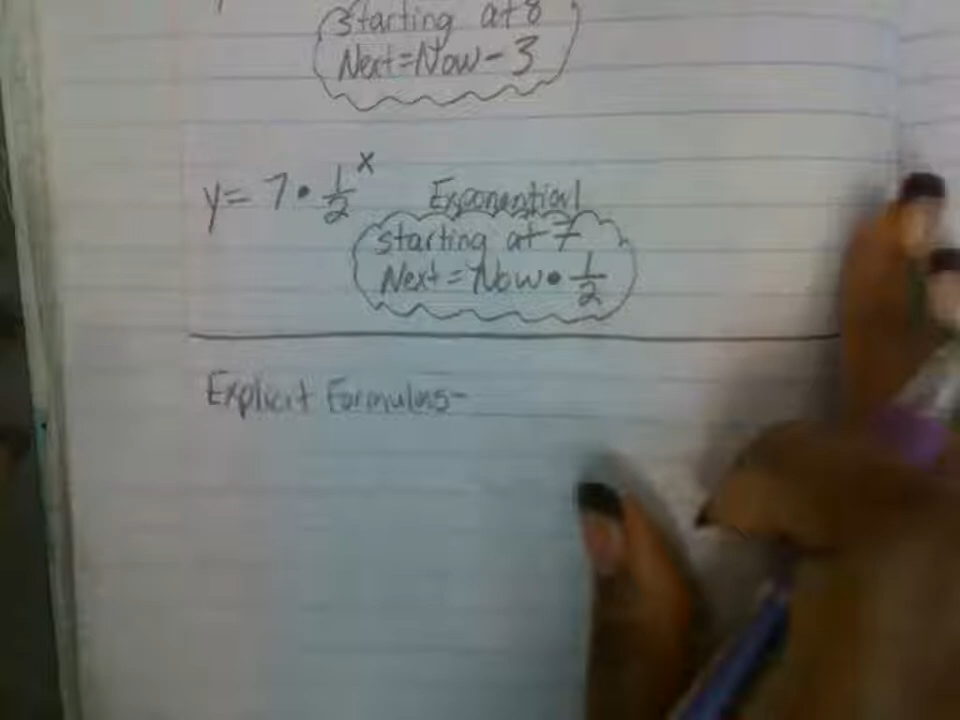 Starting at 8
Next=Now-3
y= 7 • 1/2^x Exponential
starting at 7
Next=Now• 1/2
Explicit Formulas-